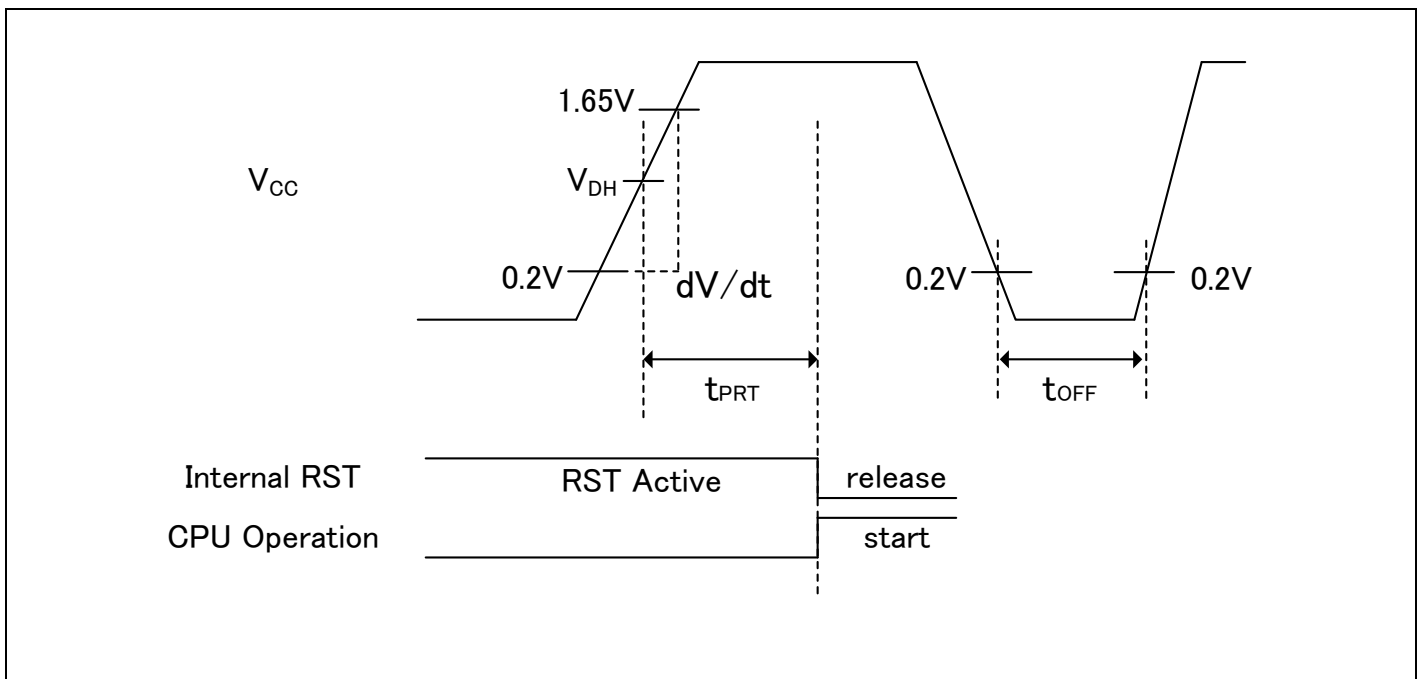 1.65V
VCC
VDH
0.2V
dV/dt
0.2V
0.2V
tPRT
tOFF
Internal RST
RST Active
release
CPU Operation
start